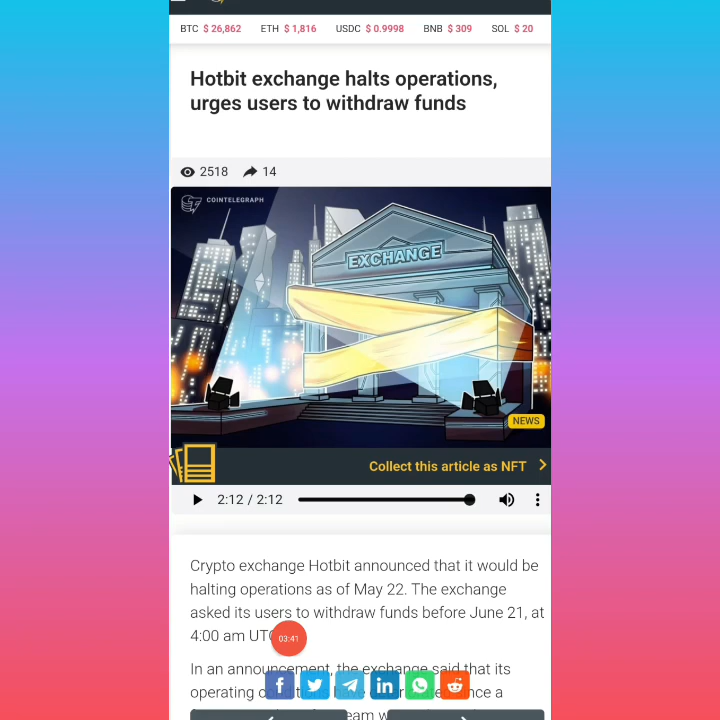 BTC $ 26,862 ETH $ 1,816 USDC $ 0.9998 BNB $ 309 SOL $ 20
Hotbit exchange halts operations,
urges users to withdraw funds
2518 14
COINTELEGRAPH
EXCHANGE
NEWS
Collect this article as NFT
2:12 / 2:12
Crypto exchange Hotbit announced that it would be
halting operations as of May 22. The exchange
asked its users to withdraw funds before June 21, at
4:00 am UTC
03:41
In an announcement, the exchange said that its
operating